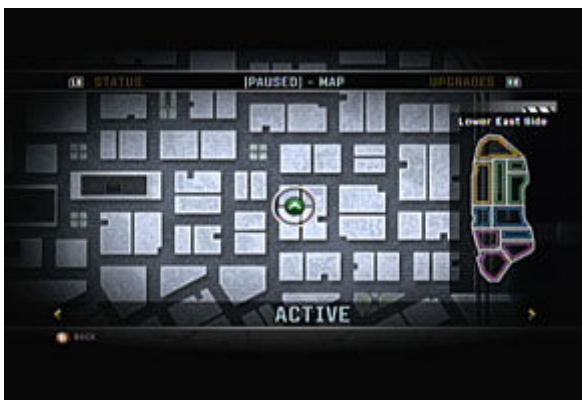 LB STATUS [PAUSED] - MAP UPGRADES RB
Lower East Side
ACTIVE
B BACK